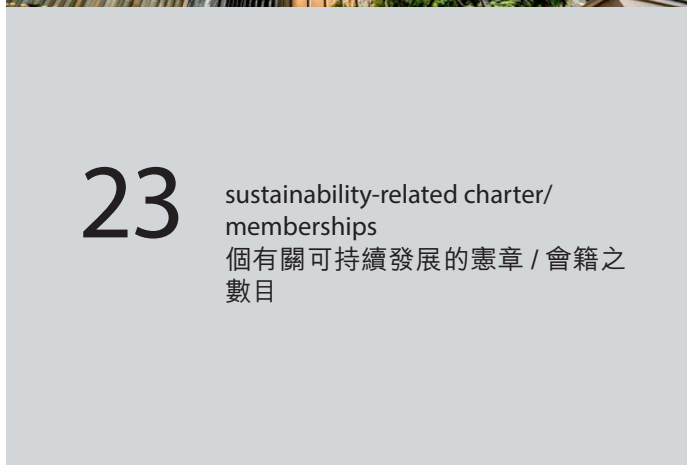 23
sustainability-related charter/
memberships
個有關可持續發展的憲章 / 會籍之
數目